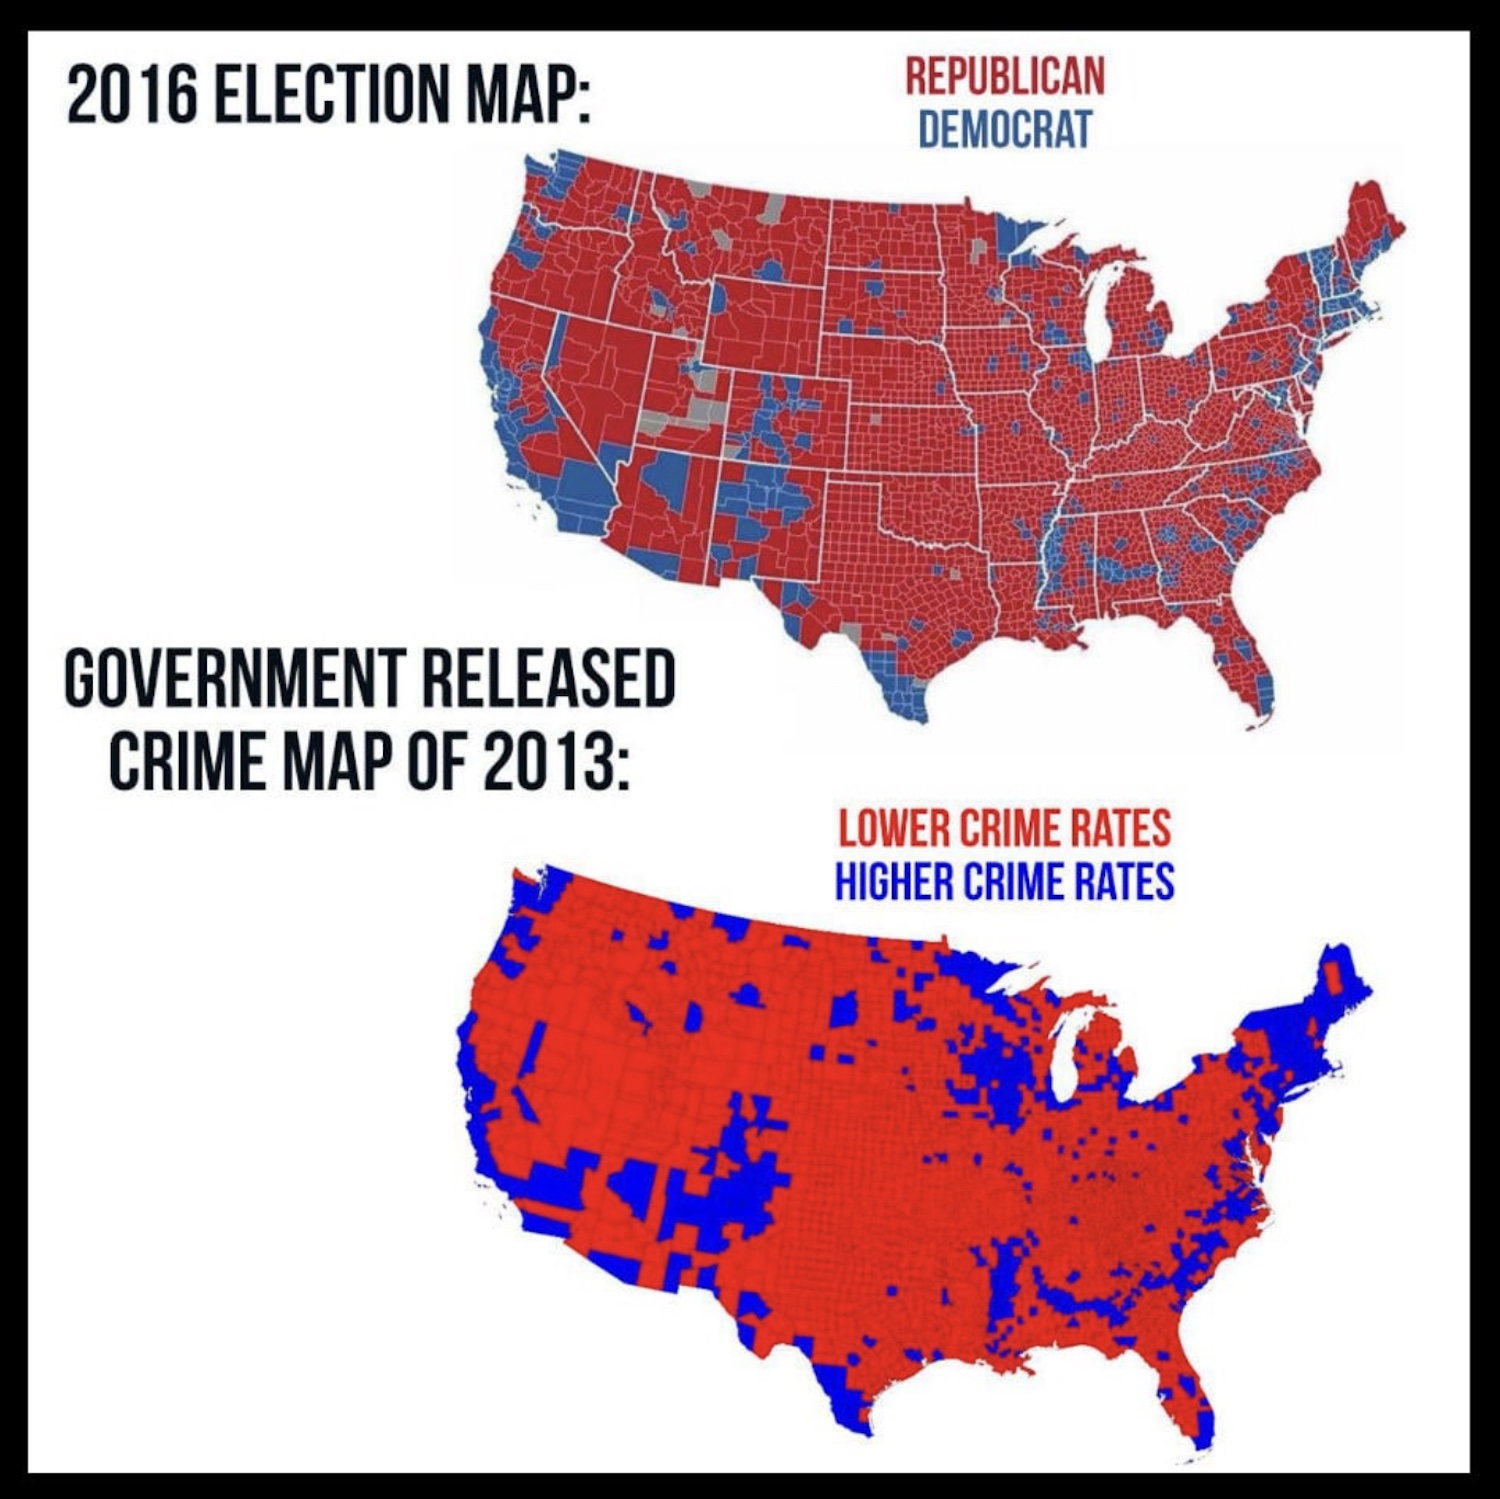 2016 ELECTION MAP:
REPUBLICAN
DEMOCRAT
GOVERNMENT RELEASED
CRIME MAP OF 2013:
LOWER CRIME RATES
HIGHER CRIME RATES